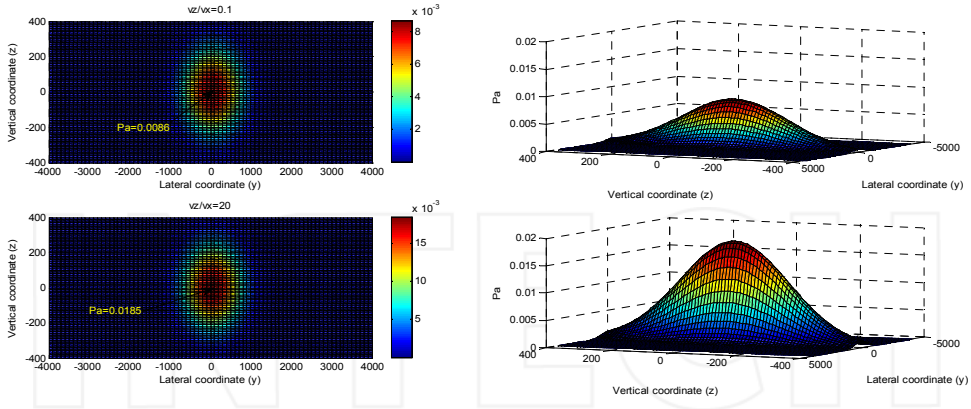 vz/vx=0.1
x 10-3
400
200
0
-200
-400
Vertical coordinate (z)
Pa=0.0086
-4000 -3000 -2000 -1000 0 1000 2000 3000 4000
Lateral coordinate (y)
8
6
4
2
0.02
0.015
0.01
0.005
0
Pa
400 200 0 -200 -400
Vertical coordinate (z)
5000 0 -5000
Lateral coordinate (y)
vz/vx=20
x 10-3
400
200
0
-200
-400
Vertical coordinate (z)
Pa=0.0185
-4000 -3000 -2000 -1000 0 1000 2000 3000 4000
Lateral coordinate (y)
15
10
5
0.02
0.015
0.01
0.005
0
Pa
400 200 0 -200 -400
Vertical coordinate (z)
5000 0 -5000
Lateral coordinate (y)